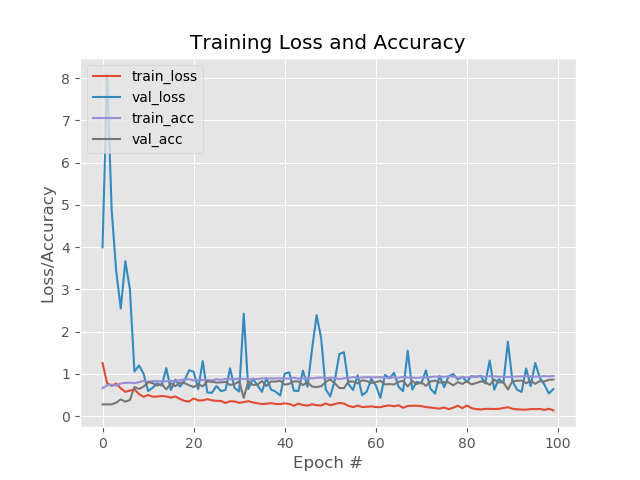 Training Loss and Accuracy
train_loss
val_loss
train_acc
val_acc
8
7
6
5
4
3
2
1
0
Loss/Accuracy
0 20 40 60 80 100
Epoch #